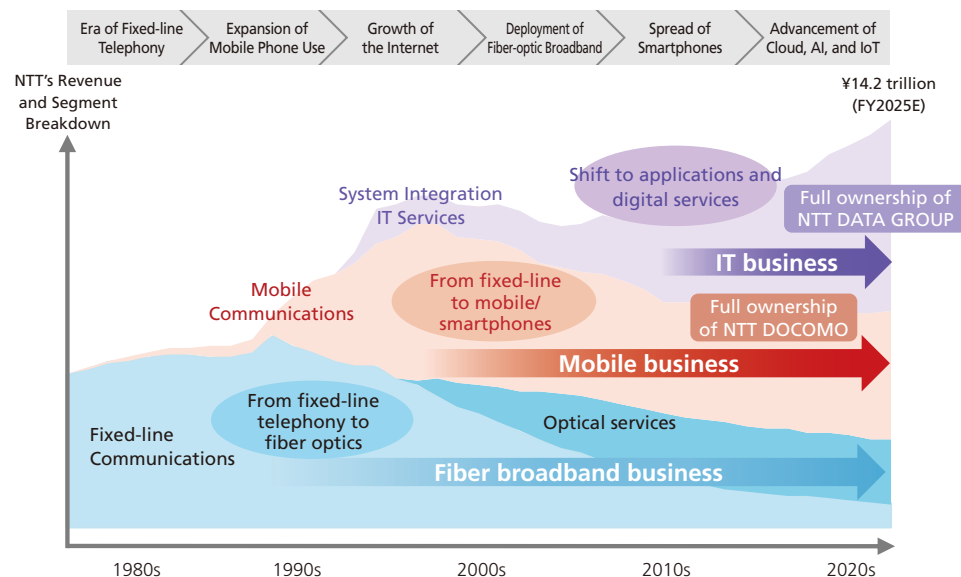 Era of Fixed-line
Telephony
Expansion of
Mobile Phone Use
Growth of
the Internet
Deployment of
Fiber-optic Broadband
Spread of
Smartphones
Advancement of
Cloud, AI, and IoT
NTT's Revenue
and Segment
Breakdown
¥14.2 trillion
(FY2025E)
System Integration
IT Services
Shift to applications and
digital services
Full ownership of
NTT DATA GROUP
IT business
Mobile
Communications
From fixed-line
to mobile/
smartphones
Full ownership
of NTT DOCOMO
Mobile business
From fixed-line
telephony to
fiber optics
Optical services
Fixed-line
Communications
Fiber broadband business
1980s
1990s
2000s
2010s
2020s